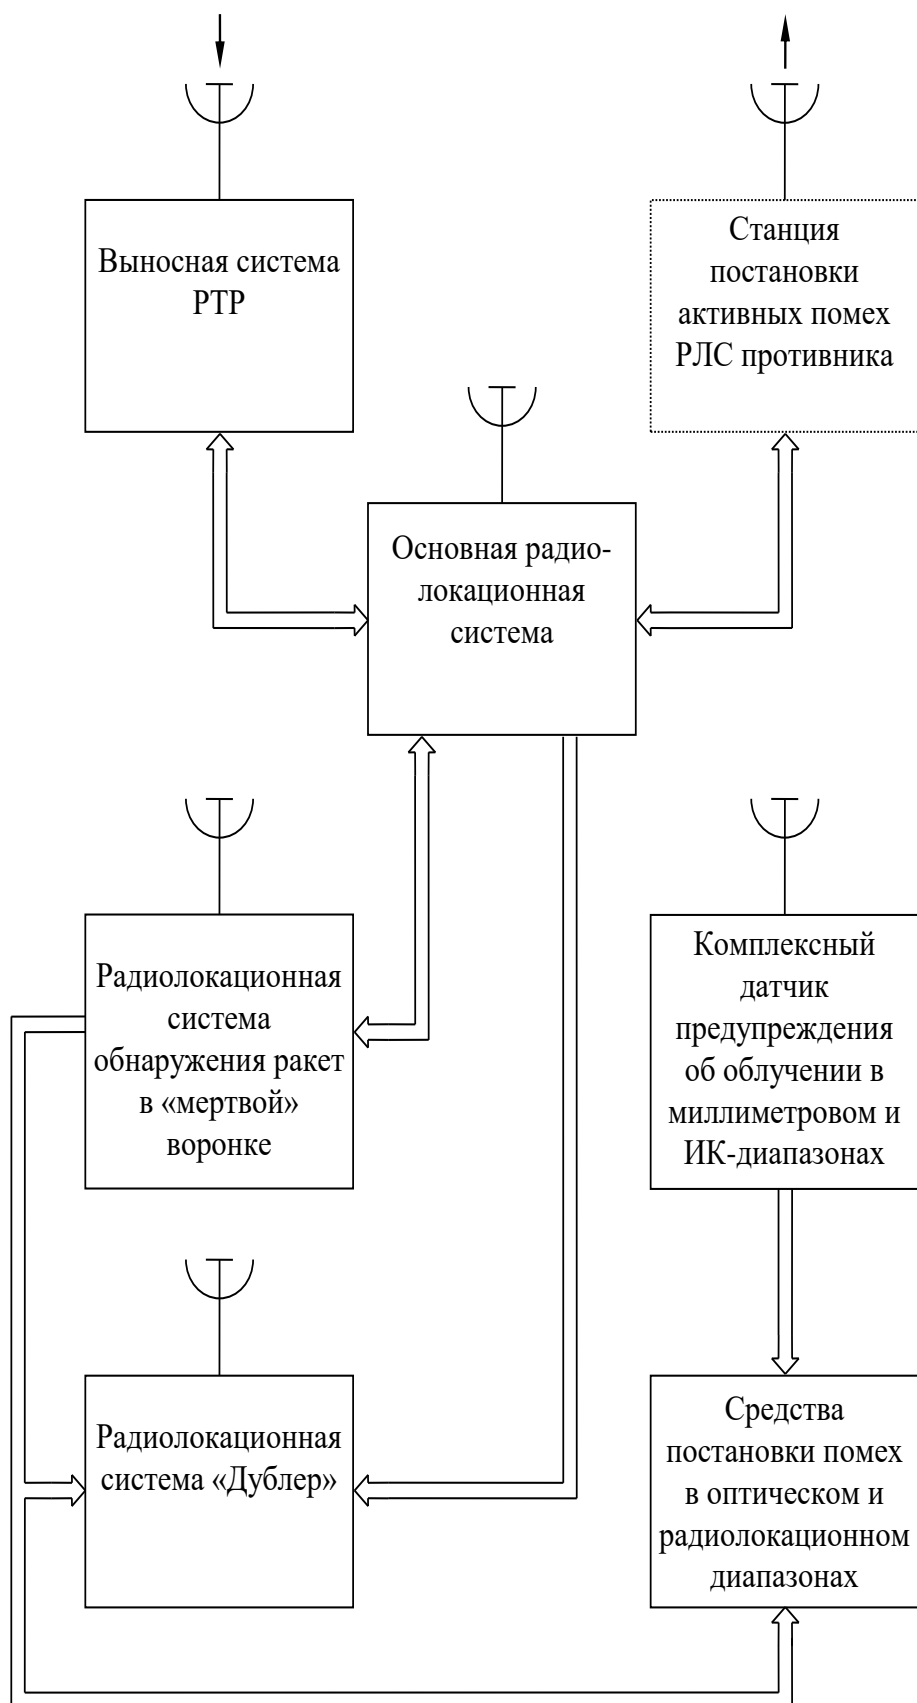 Выносная система
РТР
Станция
постановки
активных помех
РЛС противника
Основная радио-
локационная
система
Радиолокационная
система
обнаружения ракет
в «мертвой»
воронке
Комплексный
датчик
предупреждения
об облучении в
миллиметровом и
ИК-диапазонах
Радиолокационная
система «Дублер»
Средства
постановки помех
в оптическом и
радиолокационном
диапазонах